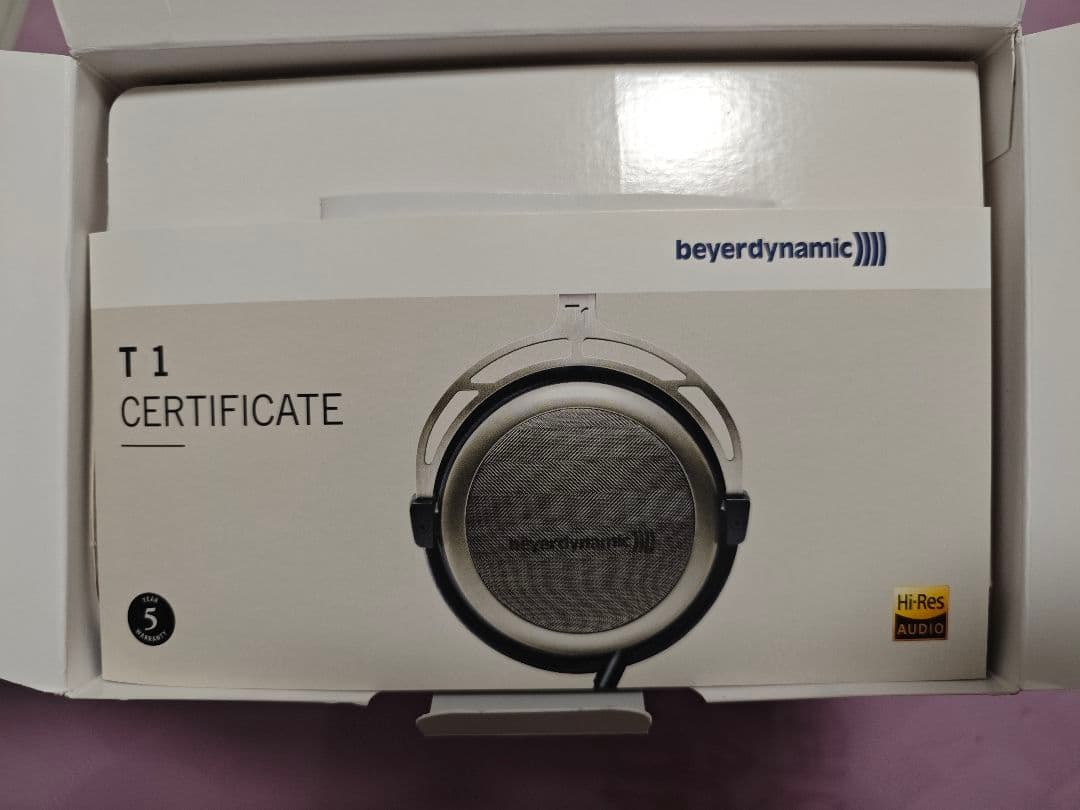 beyerdynamic
T 1
CERTIFICATE
beyerdynamic
YEAR
5
WARRANTY
Hi-Res
AUDIO